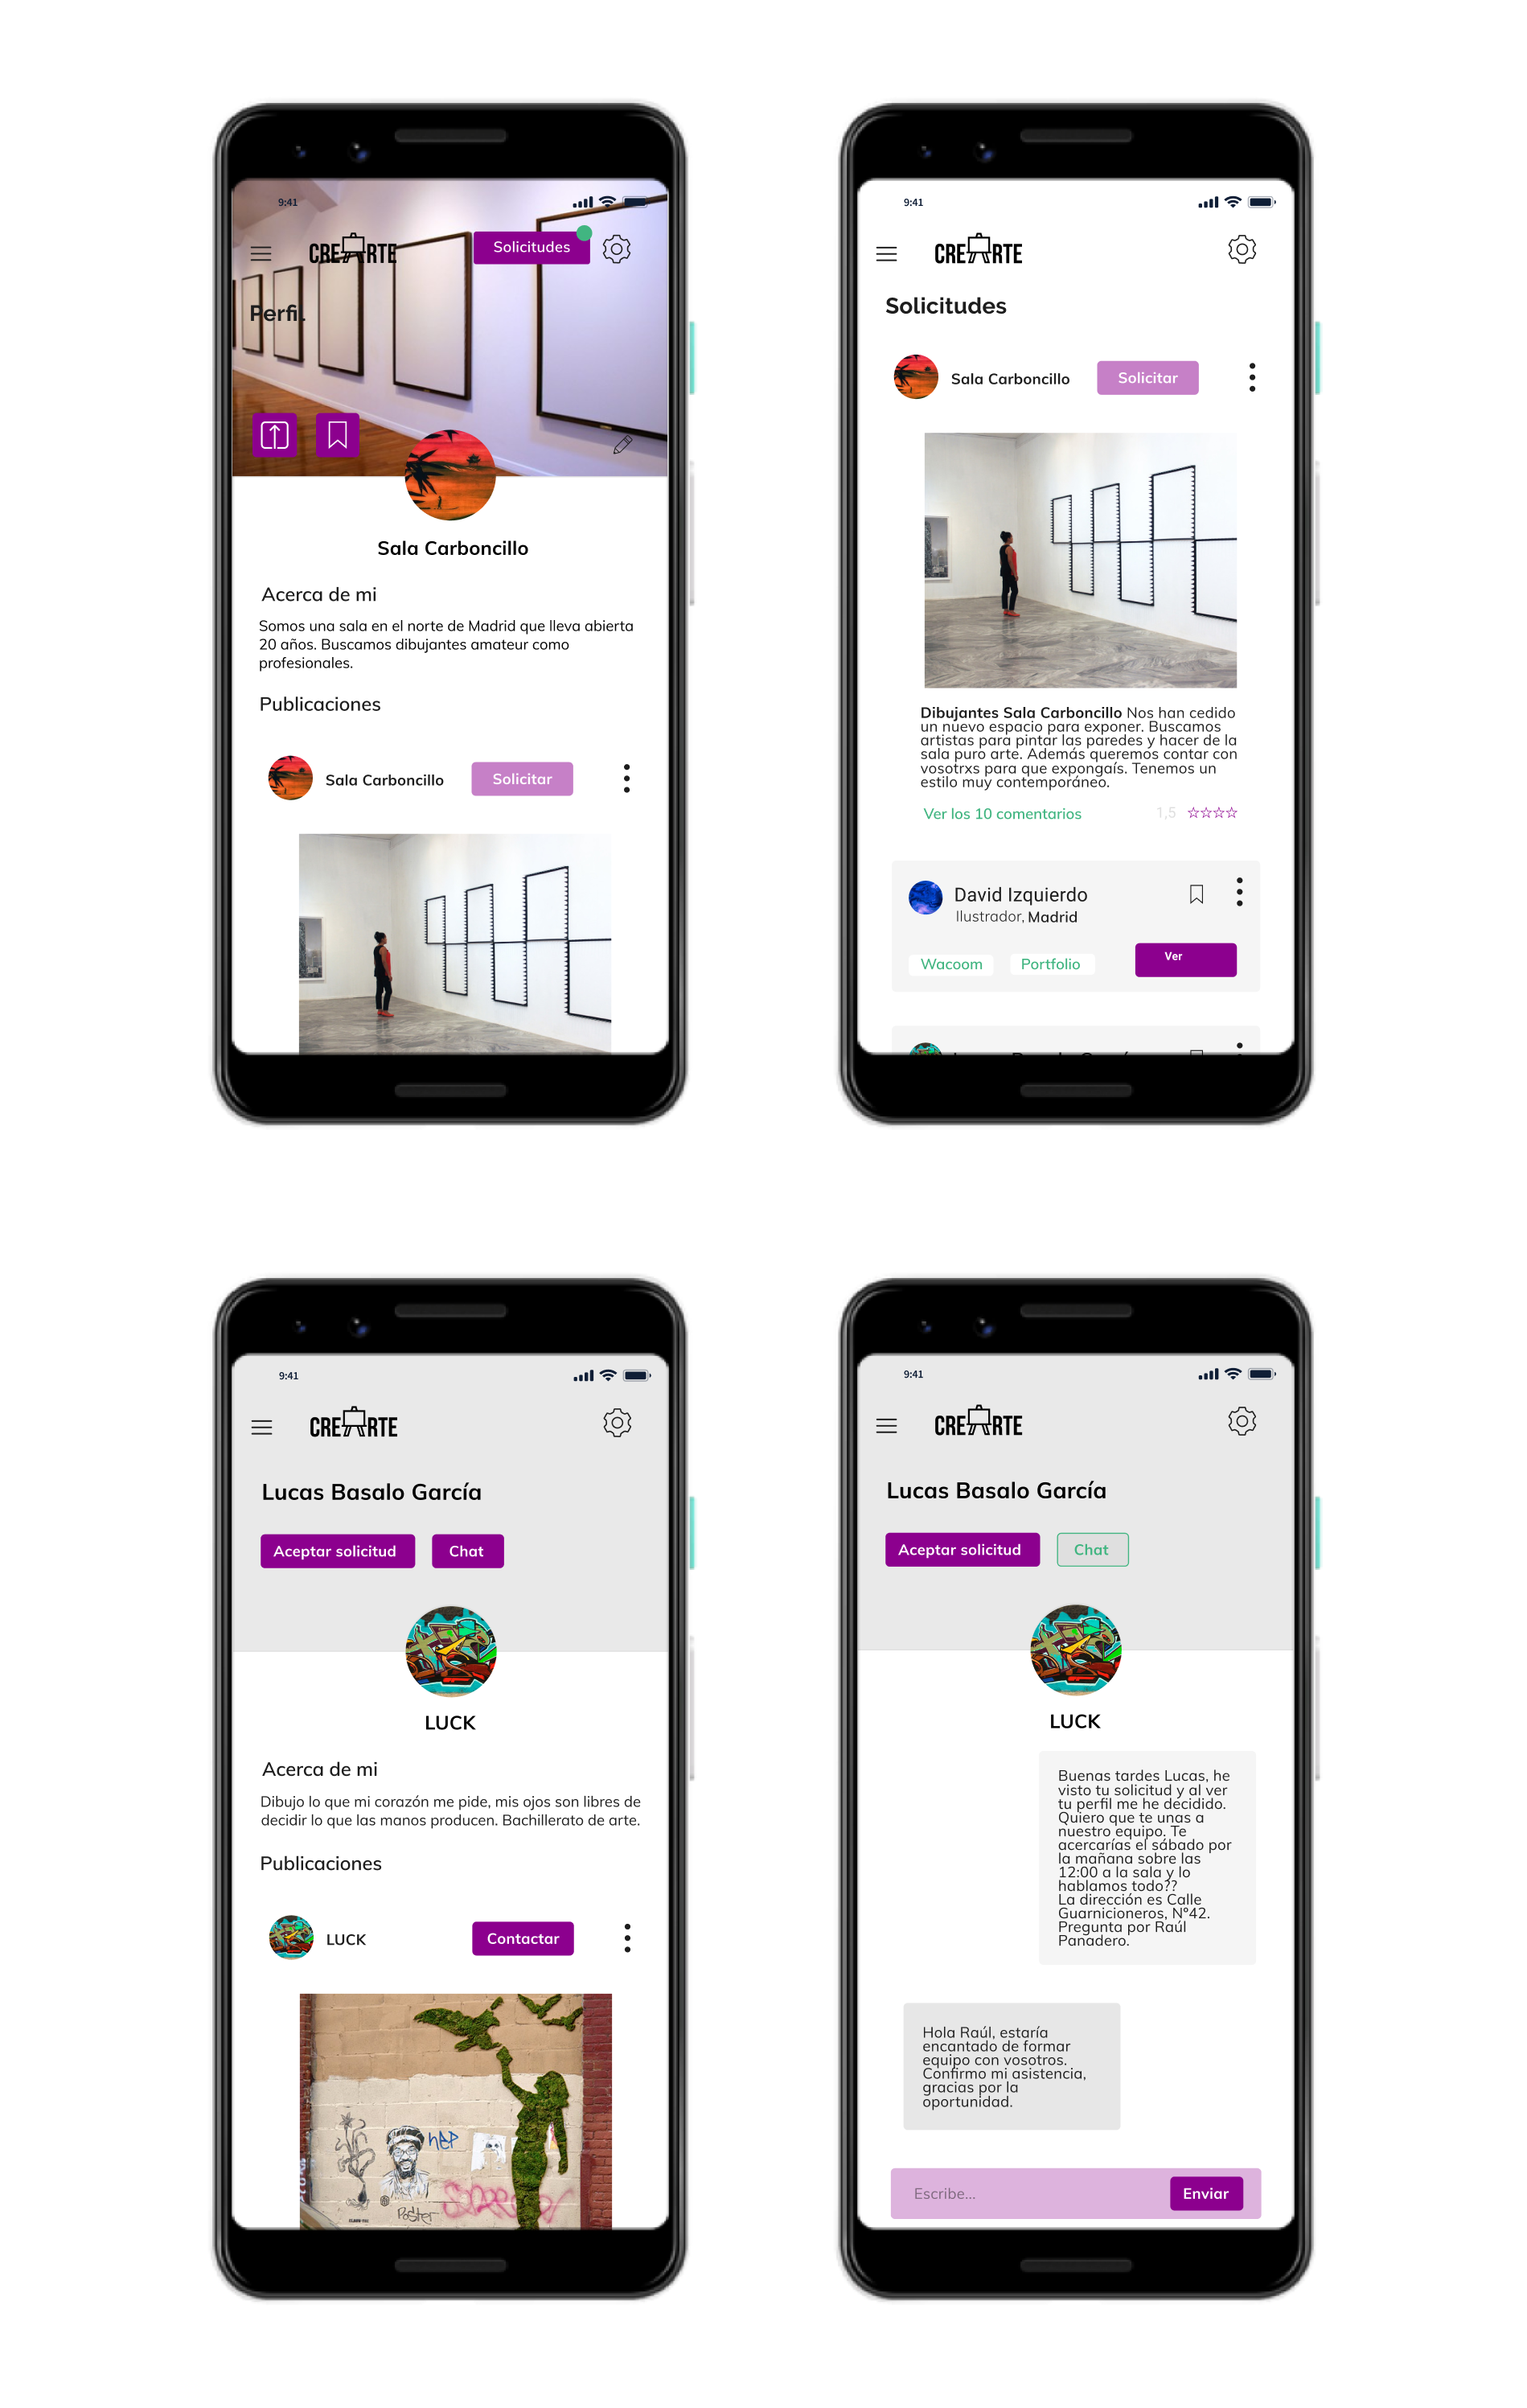 9:41
CREARTE
Solicitudes
Perfil
Sala Carboncillo
Acerca de mi
Somos una sala en el norte de Madrid que lleva abierta
20 años. Buscamos dibujantes amateur como
profesionales.
Publicaciones
Sala Carboncillo
Solicitar
9:41
CREARTE
Solicitudes
Sala Carboncillo
Solicitar
Dibujantes Sala Carboncillo Nos han cedido
un nuevo espacio para exponer. Buscamos
artistas para pintar las paredes y hacer de la
sala puro arte. Además queremos contar con
vosotrxs para que expongaís. Tenemos un
estilo muy contemporáneo.
Ver los 10 comentarios
1,5
David Izquierdo
Ilustrador, Madrid
Wacoom
Portfolio
Ver
9:41
CREARTE
Lucas Basalo García
Aceptar solicitud
Chat
LUCK
Acerca de mi
Dibujo lo que mi corazón me pide, mis ojos son libres de
decidir lo que las manos producen. Bachillerato de arte.
Publicaciones
LUCK
Contactar
hEP
Poster
9:41
CREARTE
Lucas Basalo García
Aceptar solicitud
Chat
LUCK
Buenas tardes Lucas, he
visto tu solicitud y al ver
tu perfil me he decidido.
Quiero que te unas a
nuestro equipo. Te
acercarías el sábado por
la mañana sobre las
12:00 a la sala y lo
hablamos todo??
La dirección es Calle
Guarnicioneros, Nº42.
Pregunta por Raúl
Panadero.
Hola Raúl, estaría
encantado de formar
equipo con vosotros.
Confirmo mi asistencia,
gracias por la
oportunidad.
Escribe...
Enviar